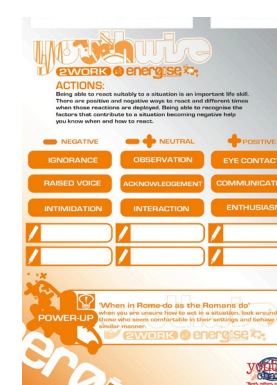 youthwise
2WORK energise
ACTIONS:
Being able to react suitably to a situation is an important life skill.
There are positive and negative ways to react and different times
when those reactions are deployed. Being able to recognise the
factors that contribute to a situation becoming negative help
you know when and how to react.
NEGATIVE NEUTRAL POSITIVE
IGNORANCE OBSERVATION EYE CONTACT
RAISED VOICE ACKNOWLEDGEMENT COMMUNICAT
INTIMIDATION INTERACTION ENTHUSIAS
'When in Rome-do as the Romans do'
POWER-UP
when you are unsure how to act in a situation, look around
those who seem comfortable in their settings and behave
similar manner.
2WORK energise